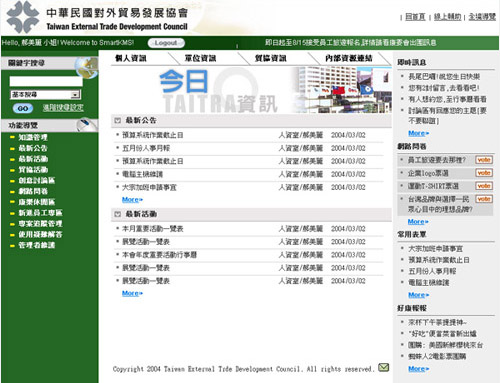 中華民國對外貿易發展協會
Taiwan External Trade Development Council
回首頁 | 線上輔助 | 全境導覽
Hello, 郝美麗 小姐! Welcome to SmartKMS!
Logout
即日起至8/15接受員工旅遊報名,詳情請看康委會出團訊息
關鍵字搜尋
基本搜尋
GO
進階搜尋設定
功能導覽
知識管理
最新公告
最新活動
貿協活動
創意討論區
網路問卷
康樂休閒區
新進員工專區
專案追蹤管理
使用疑難解答
管理者維護
個人資訊
單位資訊
貿協資訊
內部資源連結
今日
TAITRA資訊
最新公告
預算系統作業截止日 人資室/郝美麗 2004/03/02
五月份人事月報 人資室/郝美麗 2004/03/02
預算系統作業截止日 人資室/郝美麗 2004/03/02
電腦主機維護 人資室/郝美麗 2004/03/02
大宗加班申請事宜 人資室/郝美麗 2004/03/02
More»
最新活動
本月重要活動一覽表 人資室/郝美麗 2004/03/02
展覽活動一覽表 人資室/郝美麗 2004/03/02
本會年度重要活動行事曆 人資室/郝美麗 2004/03/02
展覽活動一覽表 人資室/郝美麗 2004/03/02
展覽活動一覽表 人資室/郝美麗 2004/03/02
More»
Copyright 2004 Taiwan External Trade Development Council. All rights reserved.
即時訊息
長尾巴囉!祝您生日快樂
您有2封留言,去看看吧!
有人想約您,至行事曆看看
討論區有回應您的主題!要不要翻翻!
More»
網路問卷
員工旅遊要去那裡? vote
企業logo票選 vote
運動T-SHIRT票選 vote
台灣品牌與選擇一民眾心目中的理想品牌? vote
More»
常用表單
大宗加班申請事宜
預算系統作業截止日
五月份人事月報
電腦主機維護
More»
好康報報
來杯下午茶提提神~
"好吃"便當菜當新出爐
團購:美國新鮮櫻桃來台
蜘蛛人2電影票團購
More»